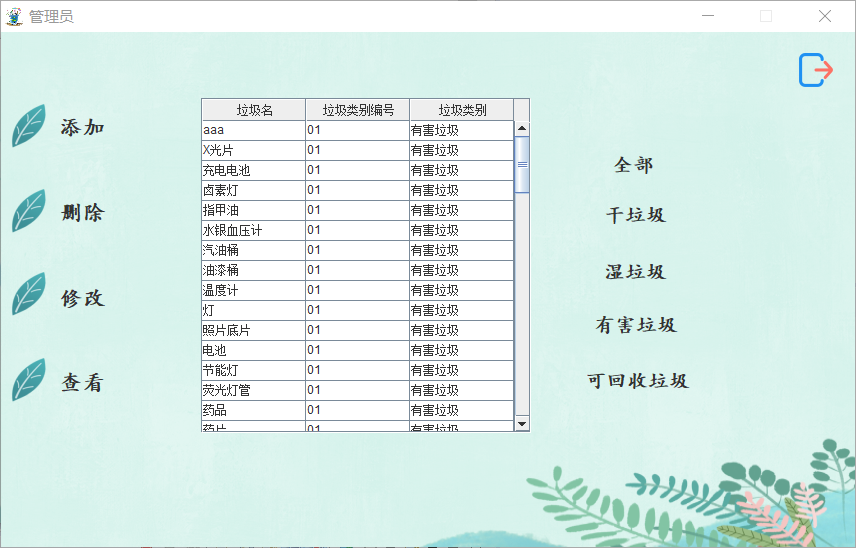 管理员
添加
删除
修改
查看
垃圾名 垃圾类别编号 垃圾类别
aaa 01 有害垃圾
X光片 01 有害垃圾
充电电池 01 有害垃圾
卤素灯 01 有害垃圾
指甲油 01 有害垃圾
水银血压计 01 有害垃圾
汽油桶 01 有害垃圾
油漆桶 01 有害垃圾
温度计 01 有害垃圾
灯 01 有害垃圾
照片底片 01 有害垃圾
电池 01 有害垃圾
节能灯 01 有害垃圾
荧光灯管 01 有害垃圾
药品 01 有害垃圾
药片 01 有害垃圾
全部
干垃圾
湿垃圾
有害垃圾
可回收垃圾